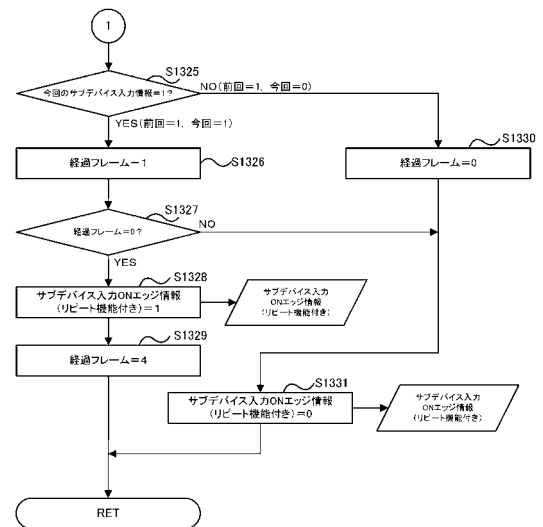 1
S1325
今回のサブデバイス入力情報=1?
NO(前回=1, 今回=0)
YES(前回=1, 今回=1)
S1330
経過フレーム-1
S1326
経過フレーム=0
S1327
経過フレーム=0?
NO
YES
S1328
サブデバイス入力ONエッジ情報
(リピート機能付き)=1
サブデバイス入力
ONエッジ情報
(リピート機能付き)
S1329
経過フレーム=4
S1331
サブデバイス入力ONエッジ情報
(リピート機能付き)=0
サブデバイス入力
ONエッジ情報
(リピート機能付き)
RET